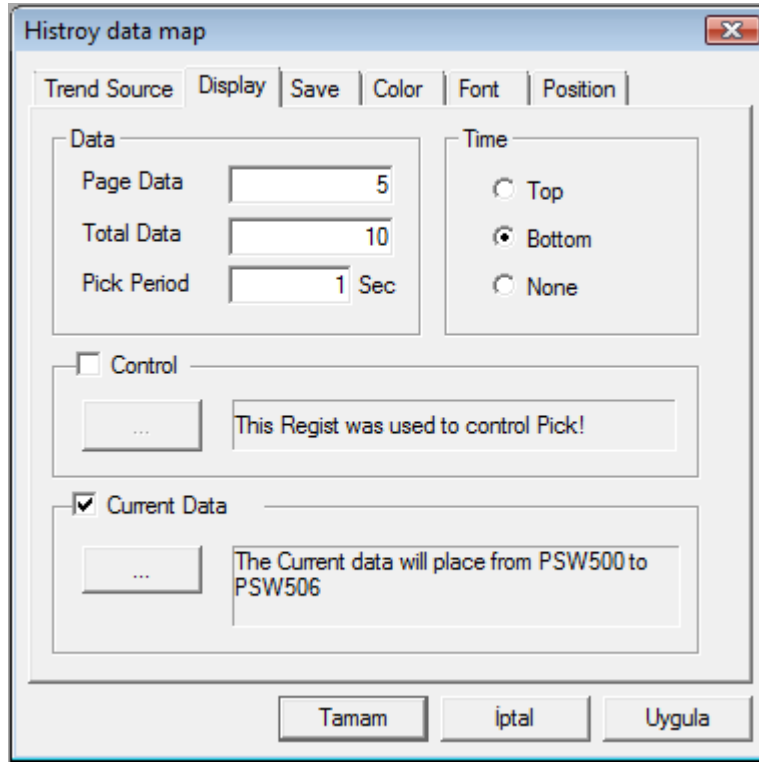 Histroy data map
Trend Source Display Save Color Font Position
Data
Page Data 5
Total Data 10
Pick Period 1 Sec
Time
Top
Bottom
None
Control
... This Regist was used to control Pick!
Current Data
... The Current data will place from PSW500 to
PSW506
Tamam İptal Uygula